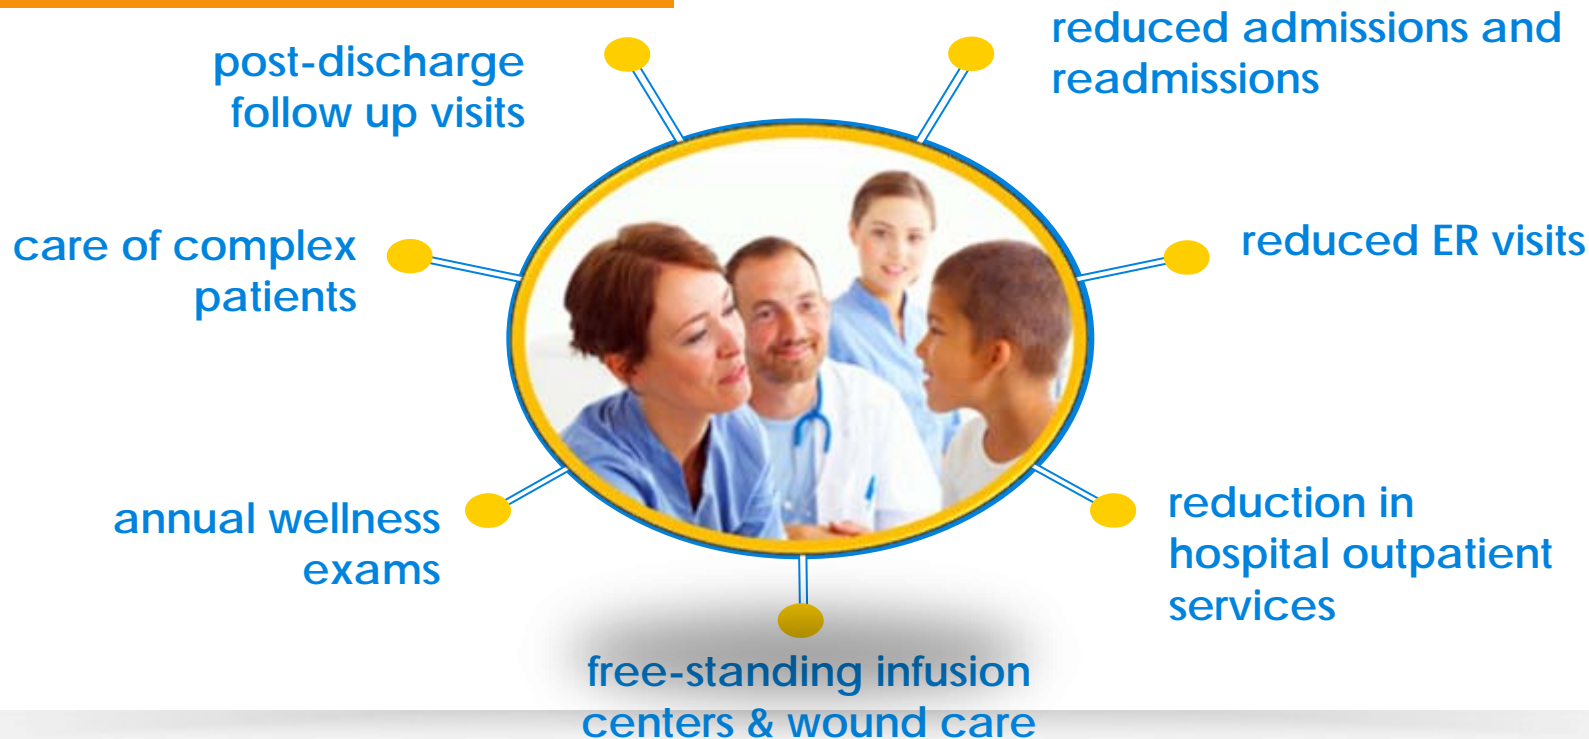 post-discharge
follow up visits
reduced admissions and
readmissions
care of complex
patients
reduced ER visits
annual wellness
exams
reduction in
hospital outpatient
services
free-standing infusion
centers & wound care